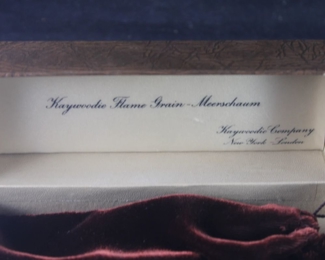 Kaywoodie Flame Grain - Meerschaum
Kaywoodie Company
New York - London